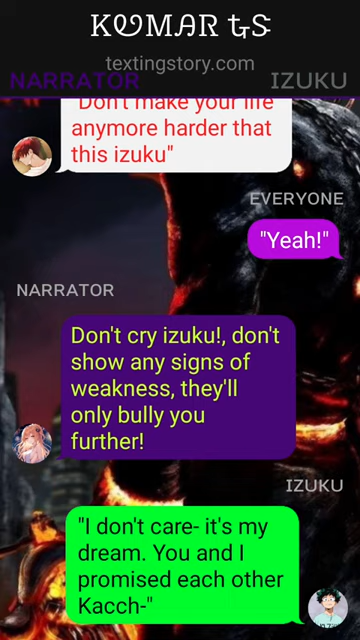 KUMAR GS
textingstory.com
NARRATOR IZUKU
"Don't make your life
anymore harder that
this izuku"
EVERYONE
"Yeah!"
NARRATOR
Don't cry izuku!, don't
show any signs of
weakness, they'll
only bully you
further!
IZUKU
"I don't care- it's my
dream. You and I
promised each other
Kacch-"